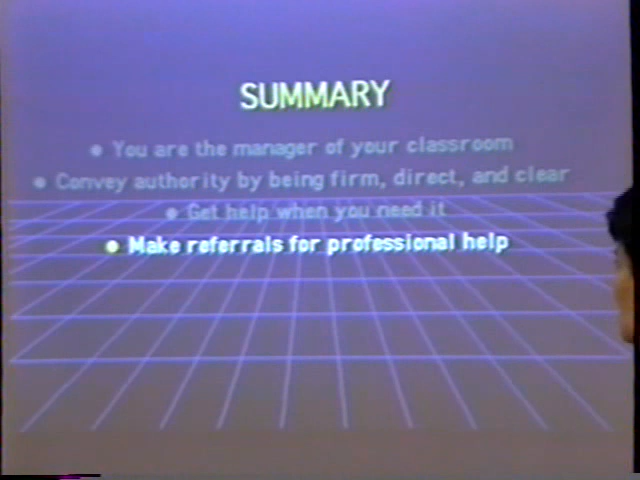 SUMMARY
• You are the manager of your classroom
• Convey authority by being firm, direct, and clear
• Get help when you need it
• Make referrals for professional help